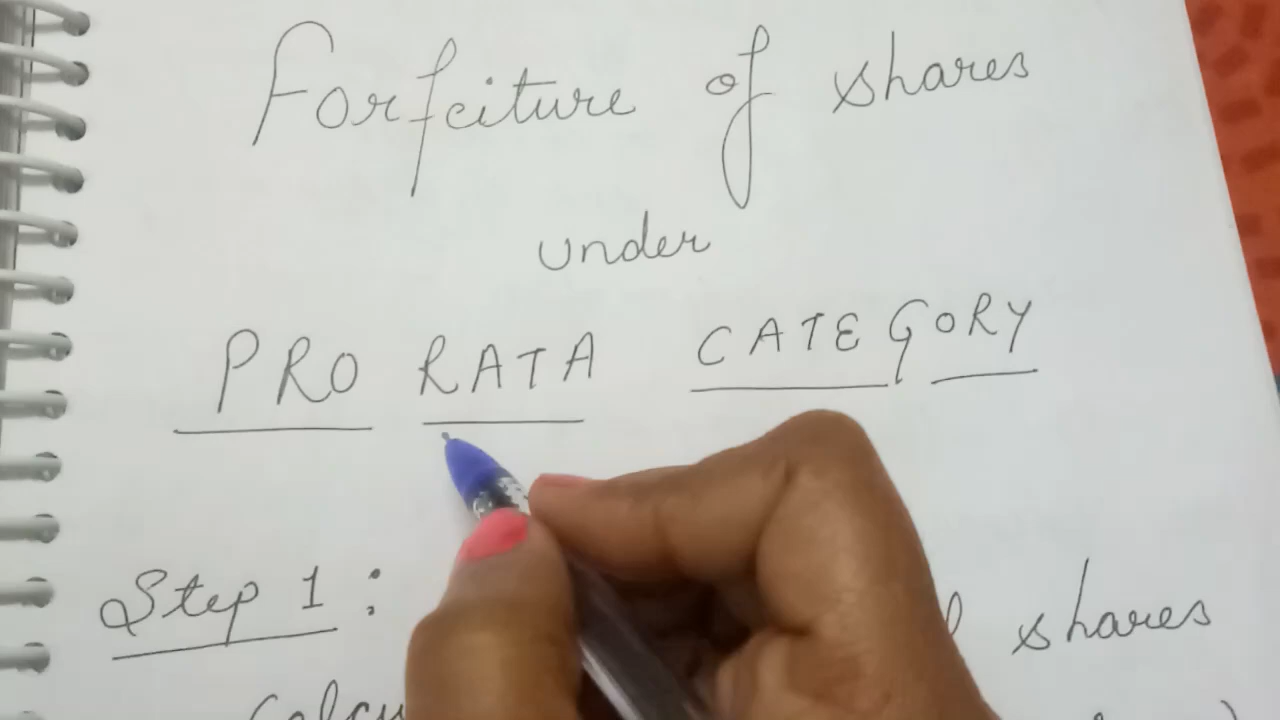 Forfeiture of shares
under
PRO RATA CATEGORY
Step 1: shares